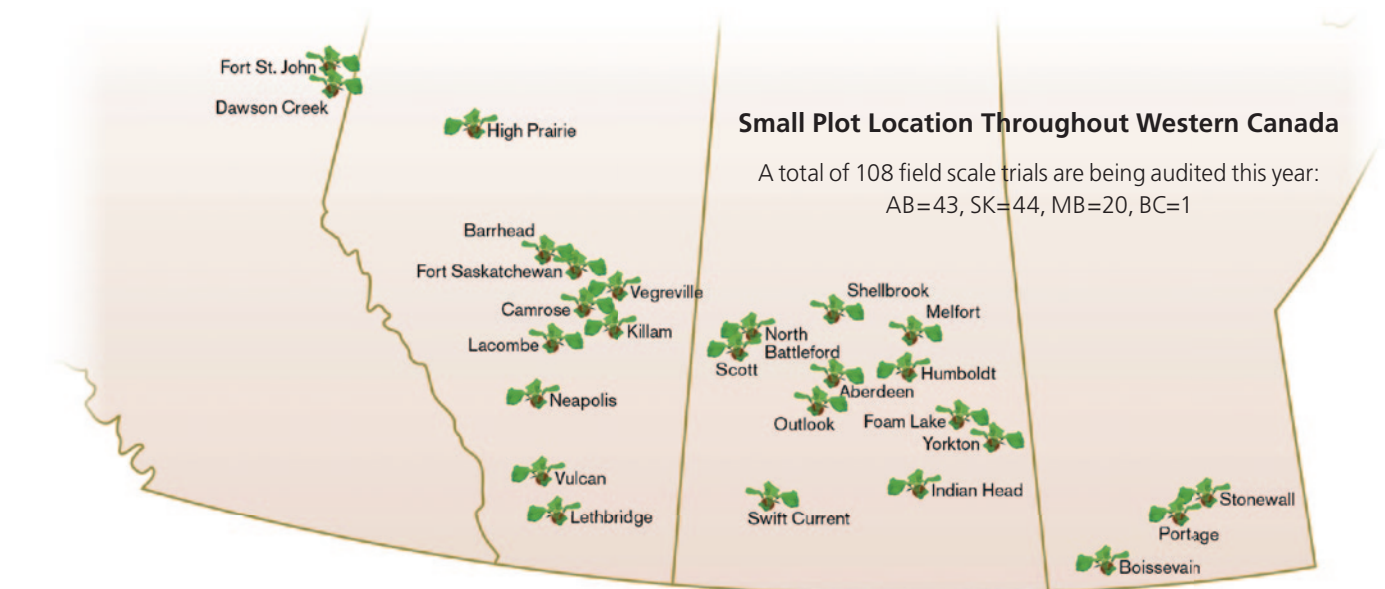 Fort St. John
Dawson Creek
High Prairie
Small Plot Location Throughout Western Canada
A total of 108 field scale trials are being audited this year:
AB=43, SK=44, MB=20, BC=1
Barrhead
Fort Saskatchewan
Vegreville
Camrose
Killam
Lacombe
Neapolis
Vulcan
Lethbridge
Shellbrook
Melfort
North
Battleford
Scott
Humboldt
Aberdeen
Outlook
Foam Lake
Yorkton
Indian Head
Swift Current
Stonewall
Portage
Boissevain